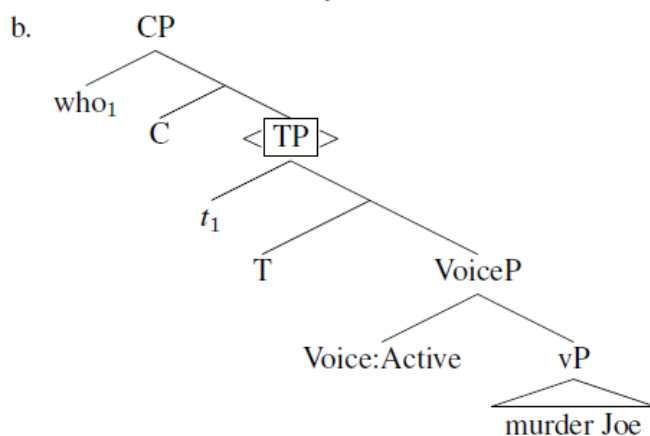 b.
CP
who₁
C
< TP >
t₁
T
VoiceP
Voice:Active
vP
murder Joe